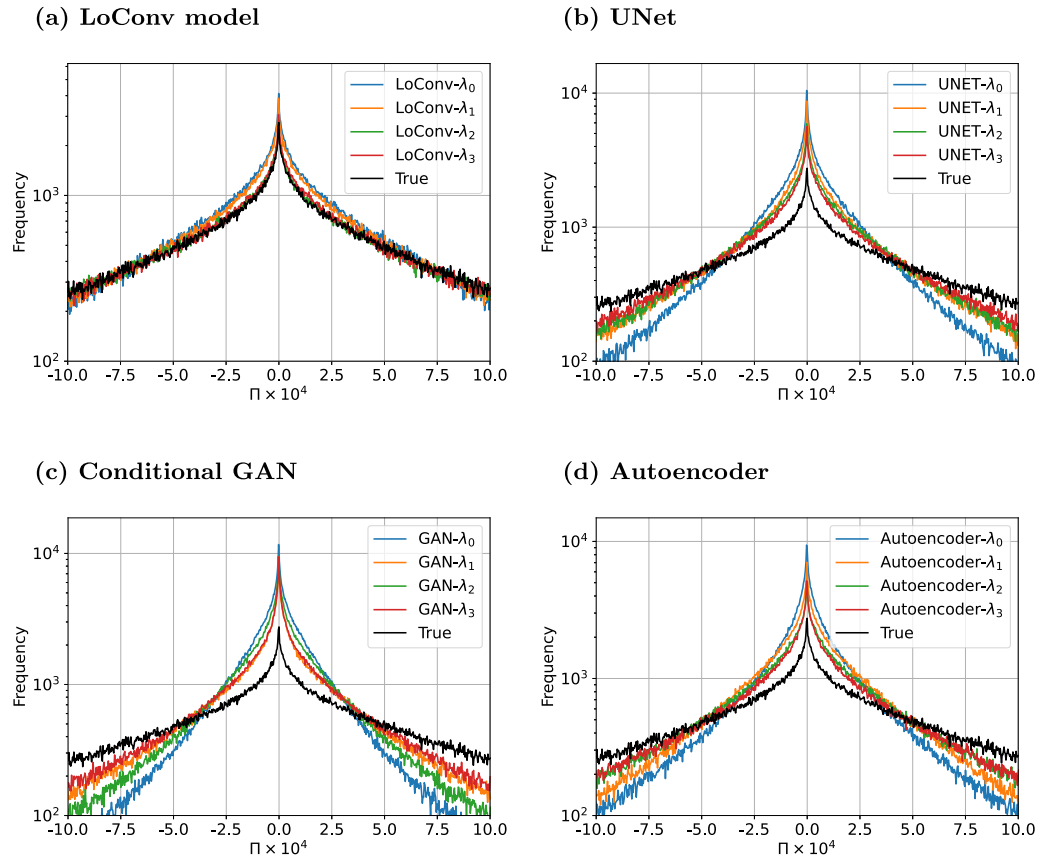 (a) LoConv model
LoConv-λ0
LoConv-λ1
LoConv-λ2
LoConv-λ3
True
Frequency
10^3
10^2
-10.0 -7.5 -5.0 -2.5 0.0 2.5 5.0 7.5 10.0
Π × 10^4
(b) UNet
UNET-λ0
UNET-λ1
UNET-λ2
UNET-λ3
True
Frequency
10^4
10^3
10^2
-10.0 -7.5 -5.0 -2.5 0.0 2.5 5.0 7.5 10.0
Π × 10^4
(c) Conditional GAN
GAN-λ0
GAN-λ1
GAN-λ2
GAN-λ3
True
Frequency
10^4
10^3
10^2
-10.0 -7.5 -5.0 -2.5 0.0 2.5 5.0 7.5 10.0
Π × 10^4
(d) Autoencoder
Autoencoder-λ0
Autoencoder-λ1
Autoencoder-λ2
Autoencoder-λ3
True
Frequency
10^4
10^3
10^2
-10.0 -7.5 -5.0 -2.5 0.0 2.5 5.0 7.5 10.0
Π × 10^4